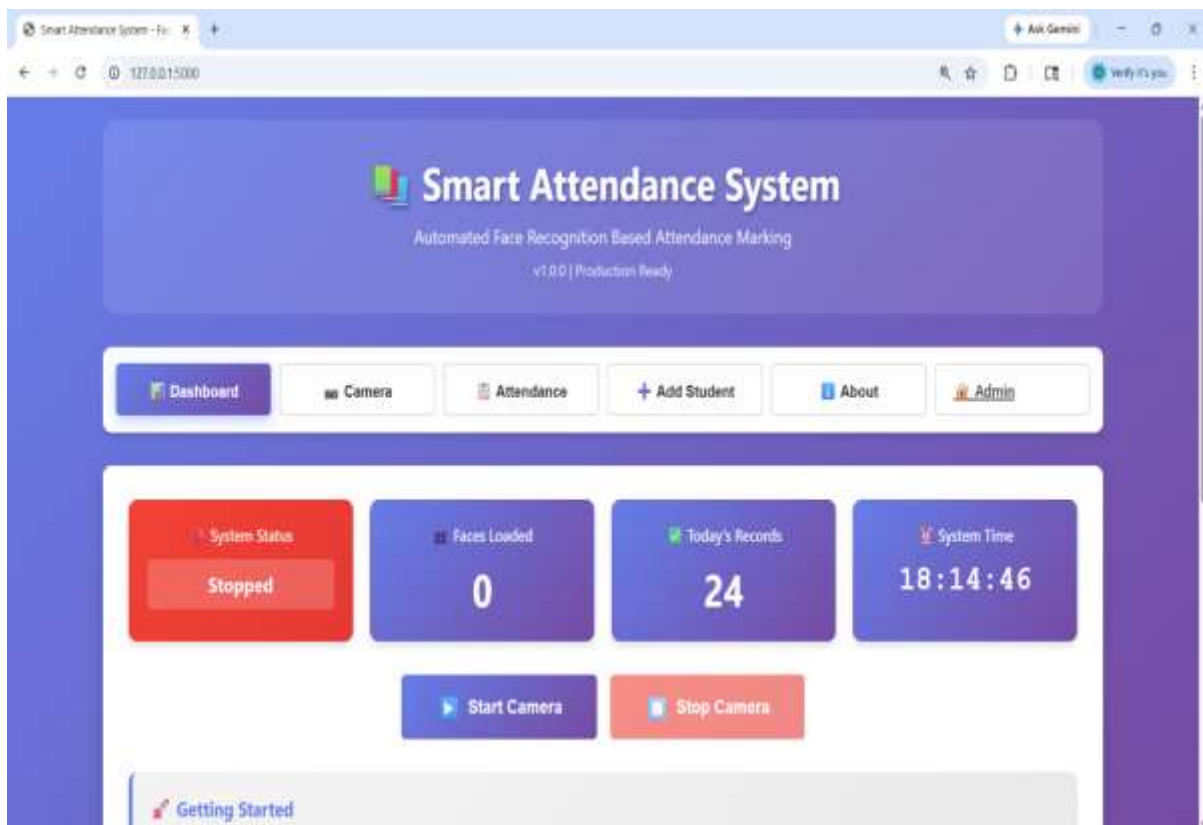 Smart Attendance System - Fa
Ask Gemini
127.0.0.1:5000
Verify it's you
Smart Attendance System
Automated Face Recognition Based Attendance Marking
v1.0.0 | Production Ready
Dashboard
Camera
Attendance
Add Student
About
Admin
System Status
Stopped
Faces Loaded
0
Today's Records
24
System Time
18:14:46
Start Camera
Stop Camera
Getting Started